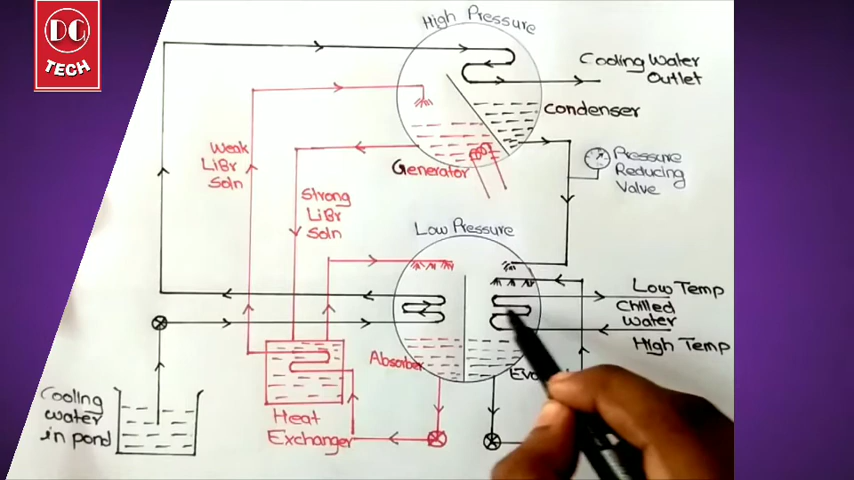 DC
TECH
High Pressure
Cooling Water
Outlet
Condenser
Weak
LiBr
Soln
Generator
Pressure
Reducing
Valve
Strong
LiBr
Soln
Low Pressure
Low Temp
Chilled
Water
High Temp
Absorber
Cooling
water
in pond
Heat
Exchanger